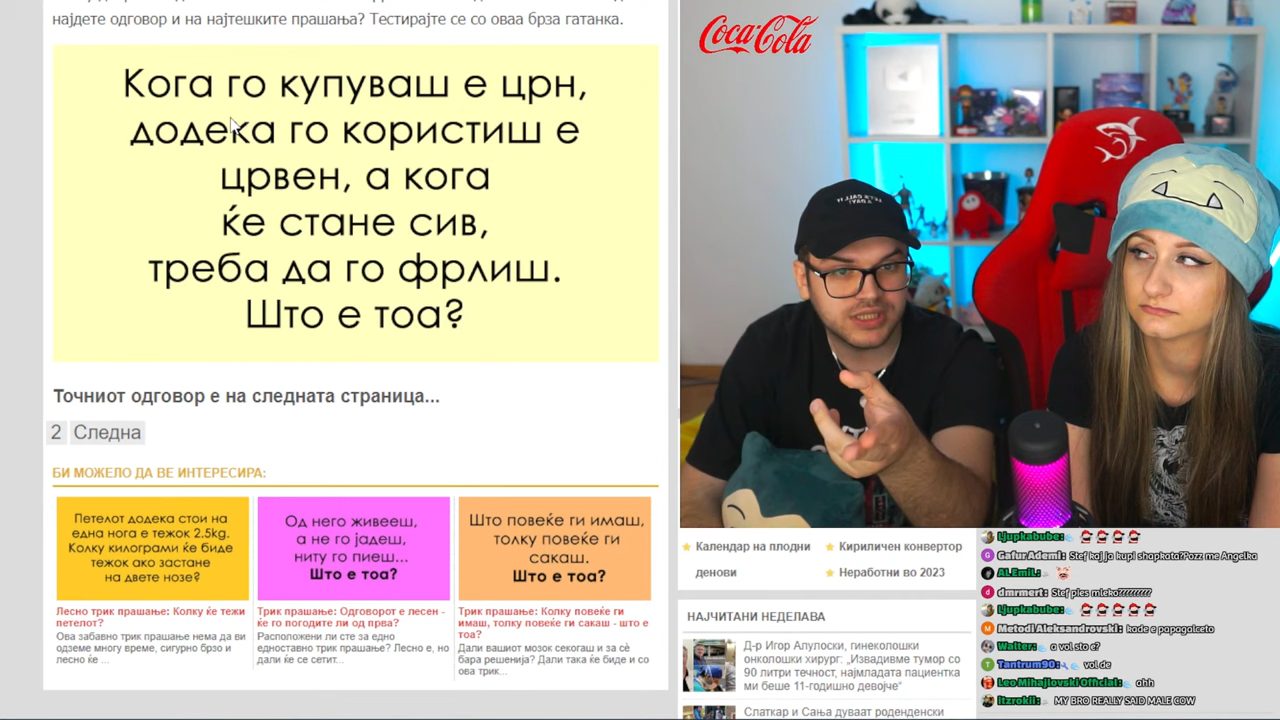 најдете одговор и на најтешките прашања? Тестирајте се со оваа брза гатанка.
Кога го купуваш е црн,
додека го користиш е
црвен, а кога
ќе стане сив,
треба да го фрлиш.
Што е тоа?
Точниот одговор е на следната страница...
2 Следна
БИ МОЖЕЛО ДА ВЕ ИНТЕРЕСИРА:
Петелот додека стои на
една нога е тежок 2.5kg.
Колку килограми ќе биде
тежок ако застане
на двете нозе?
Лесно трик прашање: Колку ќе тежи
петелот?
Ова забавно трик прашање нема да ви
одземе многу време, сигурно брзо и
лесно ќе ...
Од него живееш,
а не го јадеш,
ниту го пиеш...
Што е тоа?
Трик прашање: Одговорот е лесен -
ќе го погодите ли од прва?
Расположени ли сте за едно
едноставно трик прашање? Лесно е, но
дали ќе се сетит...
Што повеќе ги имаш,
толку повеќе ги
сакаш.
Што е тоа?
Трик прашање: Колку повеќе ги
имаш, толку повеќе ги сакаш - што е
тоа?
Дали вашиот мозок секогаш и за сѐ
бара решенија? Дали така ќе биде и со
ова трик...
Coca-Cola
Календар на плодни
денови
Кириличен конвертор
Неработни во 2023
НАЈЧИТАНИ НЕДЕЛАВА
Д-р Игор Алулоски, гинеколошки
онколошки хирург: „Извадивме тумор со
90 литри течност, најмладата пациентка
ми беше 11-годишно девојче“
Слаткар и Сања дуваат роденденски
Ljupkabube:
Gafur Ademi: Stef kaj ja kupi shapkata?Pozz me Angelka
ALEmiL:
dmrmert: Stef pies mleko?????????
Ljupkabube:
Metodi Aleksandrovski: kade e papagalceto
Walter: a vol sto e?
Tantrum90: vol de
Leo Mihajlovski Official: ahh
itzrokii: MY BRO REALLY SAID MALE COW